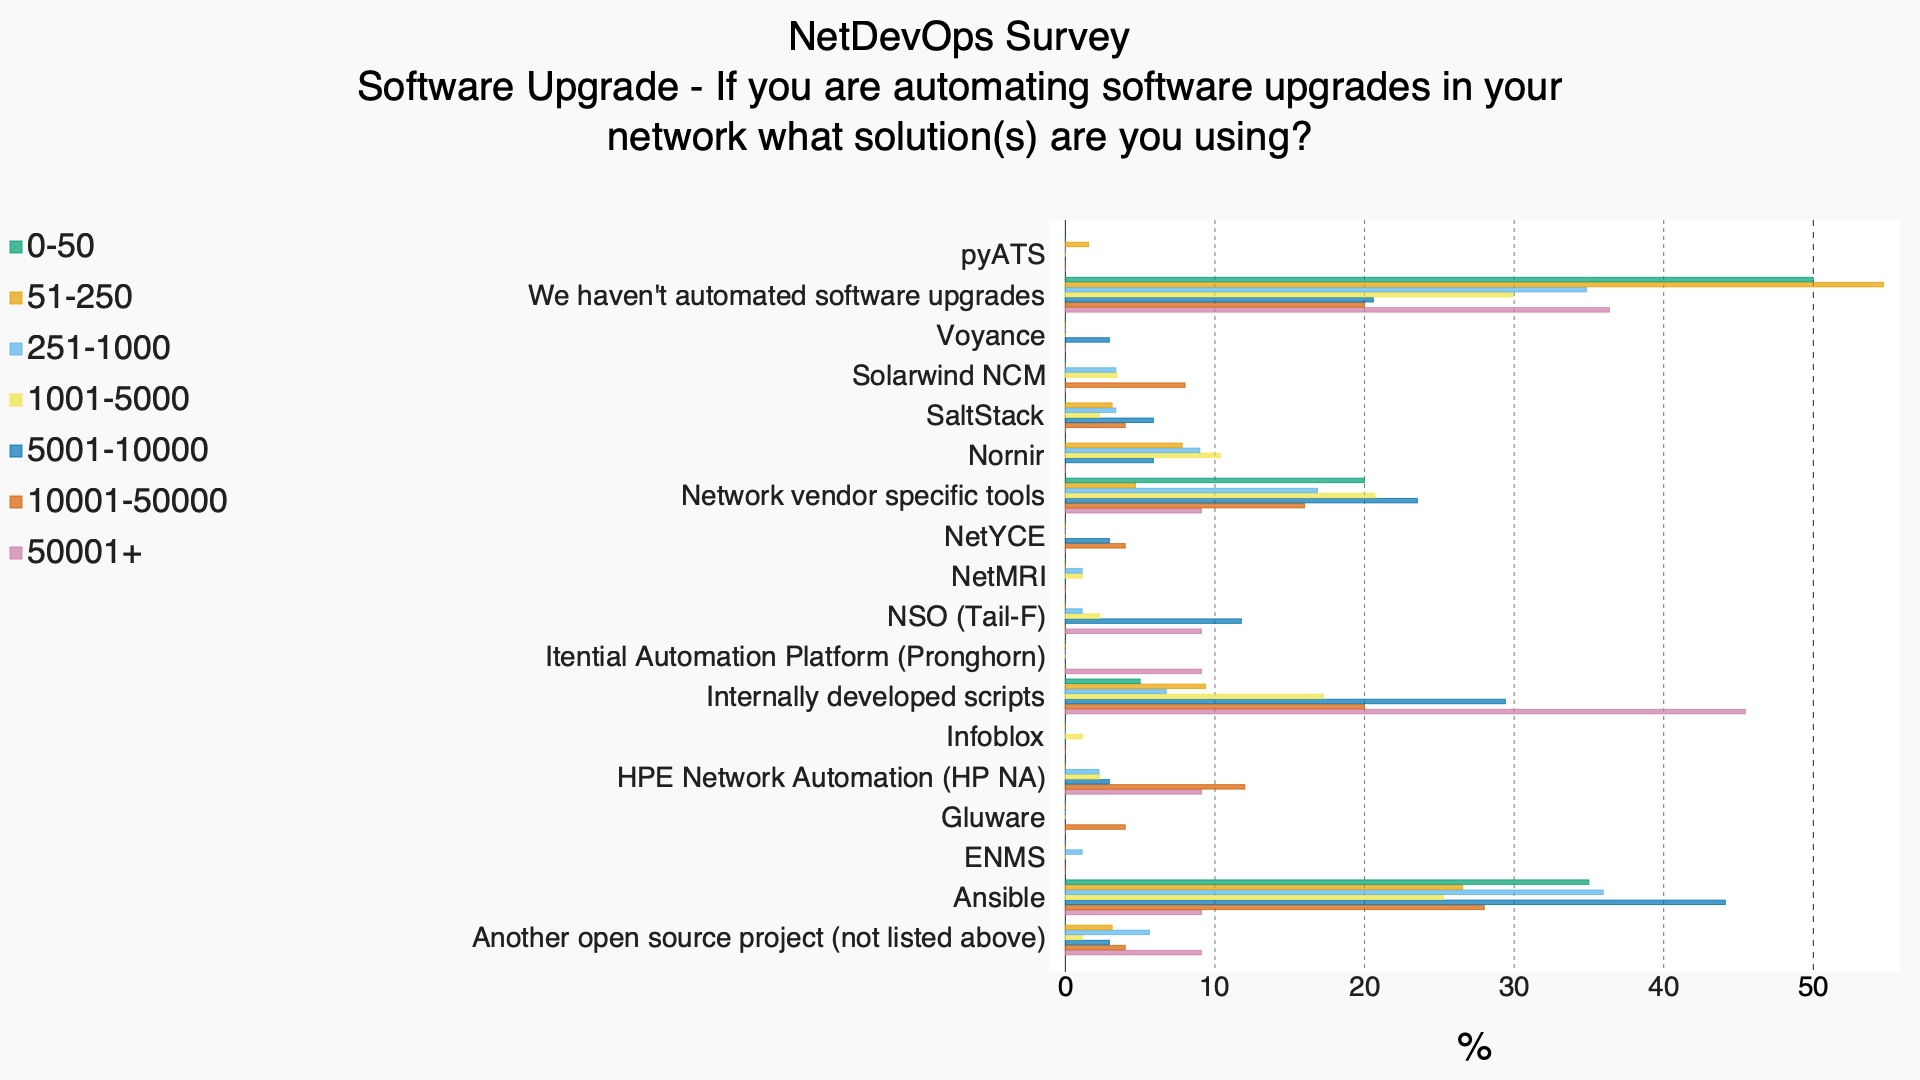 NetDevOps Survey
Software Upgrade - If you are automating software upgrades in your
network what solution(s) are you using?
0-50
51-250
251-1000
1001-5000
5001-10000
10001-50000
50001+
pyATS
We haven't automated software upgrades
Voyance
Solarwind NCM
SaltStack
Nornir
Network vendor specific tools
NetYCE
NetMRI
NSO (Tail-F)
Itential Automation Platform (Pronghorn)
Internally developed scripts
Infoblox
HPE Network Automation (HP NA)
Gluware
ENMS
Ansible
Another open source project (not listed above)
0 10 20 30 40 50
%